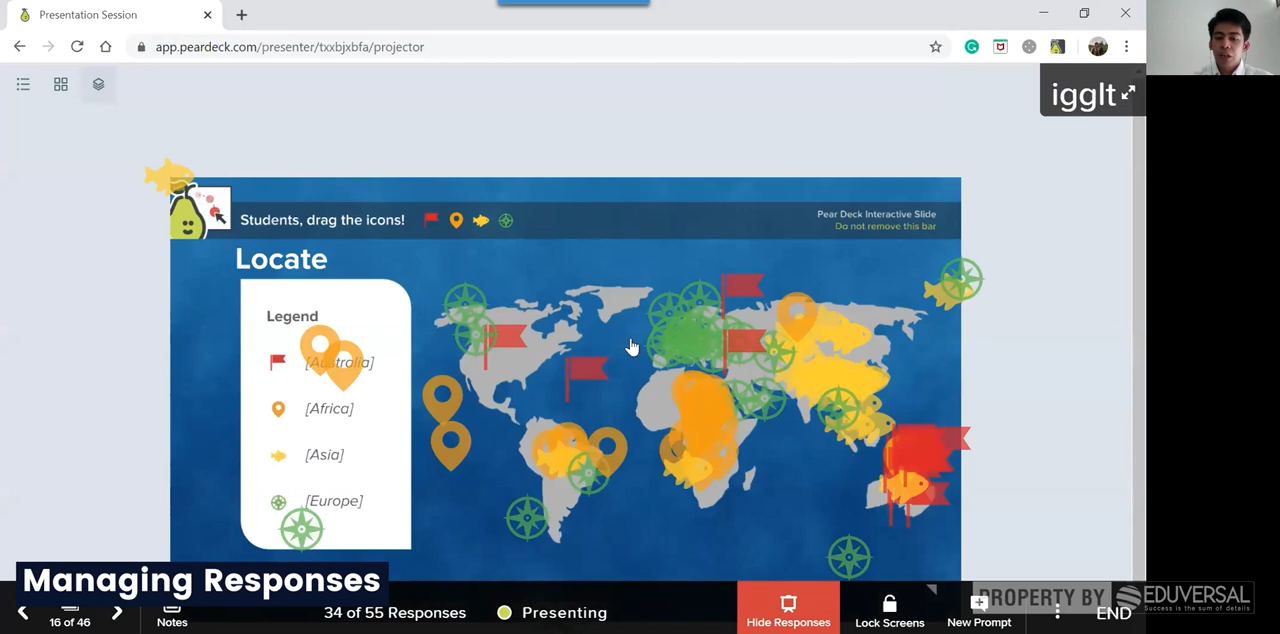 Presentation Session
app.peardeck.com/presenter/txxbjxbfa/projector
igglt
Students, drag the icons!
Pear Deck Interactive Slide
Do not remove this bar
Locate
Legend
[Australia]
[Africa]
[Asia]
[Europe]
Managing Responses
16 of 46
Notes
34 of 55 Responses
Presenting
Hide Responses
Lock Screens
New Prompt
END
PROPERTY BY
EDUVERSAL
Success is the sum of details